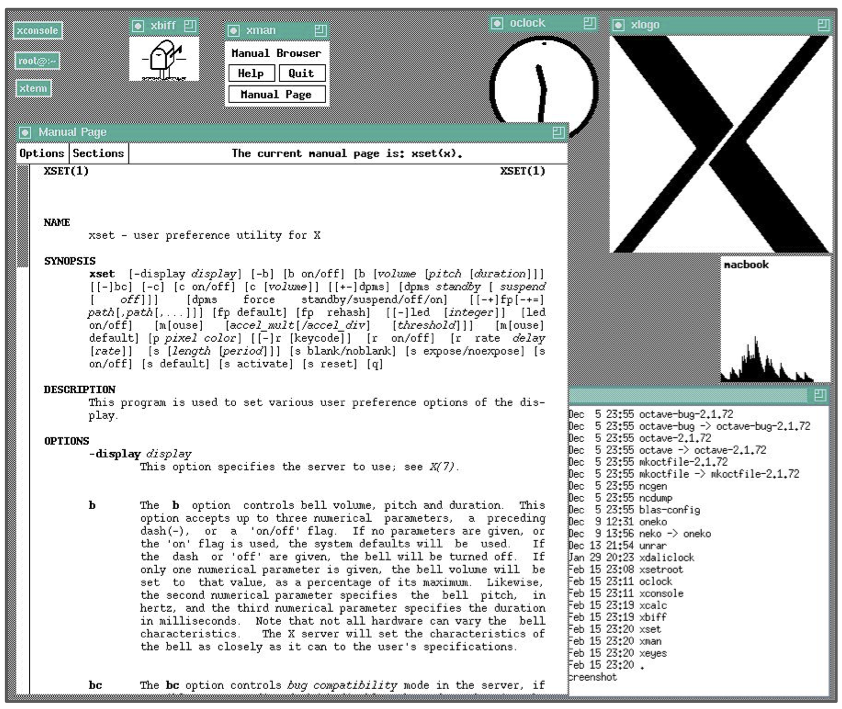 xconsole
root@:~
xterm
xbiff
xman
Manual Browser
Help Quit
Manual Page
oclock
xlogo
Manual Page
Options Sections The current manual page is: xset(x).
XSET(1) XSET(1)
NAME
xset - user preference utility for X
SYNOPSIS
xset [-display display] [-b] [b on/off] [b [volume [pitch [duration]]]
[[-]bc] [-c] [c on/off] [c [volume]] [[+-]dpms] [dpms standby [ suspend
[ off]]] [dpms force standby/suspend/off/on] [[-+]fp[-+=]
path[,path[,...]]] [fp default] [fp rehash] [[-]led [integer]] [led
on/off] [m[ouse] [accel_mult[/accel_div] [threshold]]] [m[ouse]
default] [p pixel color] [[-]r [keycode]] [r on/off] [r rate delay
[rate]] [s [length [period]]] [s blank/noblank] [s expose/noexpose] [s
on/off] [s default] [s activate] [s reset] [q]
DESCRIPTION
This program is used to set various user preference options of the dis-
play.
OPTIONS
-display display
This option specifies the server to use; see X(7).
b The b option controls bell volume, pitch and duration. This
option accepts up to three numerical parameters, a preceding
dash(-), or a 'on/off' flag. If no parameters are given, or
the 'on' flag is used, the system defaults will be used. If
the dash or 'off' are given, the bell will be turned off. If
only one numerical parameter is given, the bell volume will be
set to that value, as a percentage of its maximum. Likewise,
the second numerical parameter specifies the bell pitch, in
hertz, and the third numerical parameter specifies the duration
in milliseconds. Note that not all hardware can vary the bell
characteristics. The X server will set the characteristics of
the bell as closely as it can to the user's specifications.
bc The bc option controls bug compatibility mode in the server, if
macbook
Dec 5 23:55 octave-bug-2.1.72
Dec 5 23:55 octave-bug -> octave-bug-2.1.72
Dec 5 23:55 octave-2.1.72
Dec 5 23:55 octave -> octave-2.1.72
Dec 5 23:55 mkoctfile-2.1.72
Dec 5 23:55 mkoctfile -> mkoctfile-2.1.72
Dec 5 23:55 ncgen
Dec 5 23:55 ncdump
Dec 5 23:55 blas-config
Dec 9 12:31 oneko
Dec 9 13:56 neko -> oneko
Dec 13 21:54 unrar
Jan 29 20:23 xdaliclock
Feb 15 23:08 xsetroot
Feb 15 23:11 oclock
Feb 15 23:11 xconsole
Feb 15 23:19 xcalc
Feb 15 23:19 xbiff
Feb 15 23:20 xset
Feb 15 23:20 xman
Feb 15 23:20 xeyes
Feb 15 23:20 .
creenshot